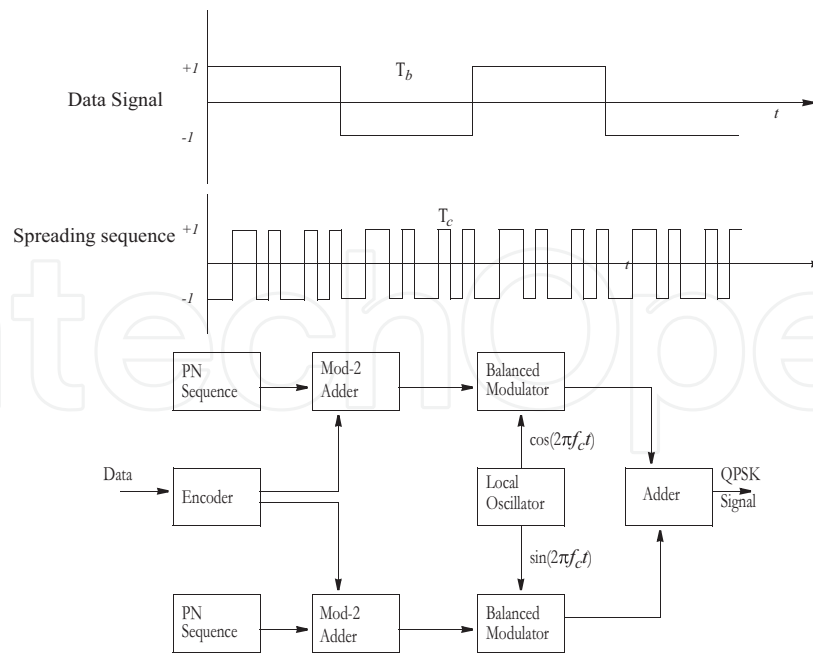 +1
T_b
Data Signal
-1
t
+1
T_c
Spreading sequence
t
-1
ntechOpe
PN
Sequence
Mod-2
Adder
Balanced
Modulator
cos(2πf_ct)
Data
Encoder
Local
Oscillator
Adder
QPSK
Signal
sin(2πf_ct)
PN
Sequence
Mod-2
Adder
Balanced
Modulator